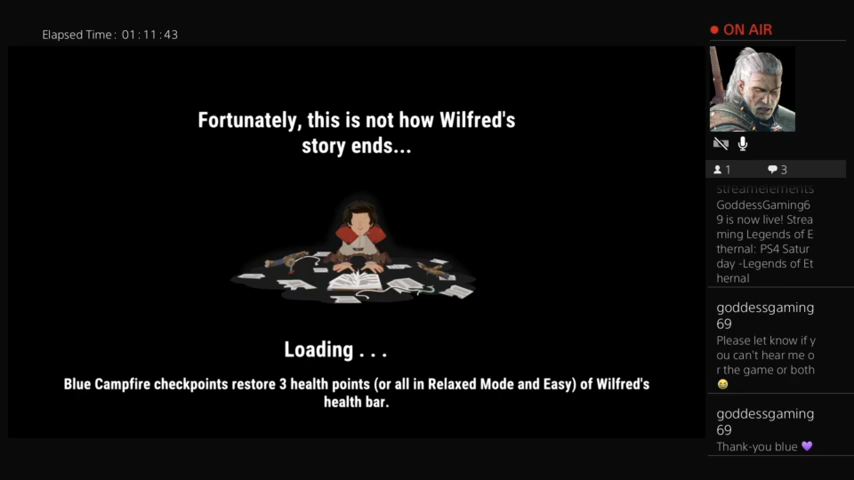 Elapsed Time: 01:11:43
ON AIR
Fortunately, this is not how Wilfred's
story ends...
Loading . . .
Blue Campfire checkpoints restore 3 health points (or all in Relaxed Mode and Easy) of Wilfred's
health bar.
1
3
streamelements
GoddessGaming6
9 is now live! Strea
ming Legends of E
thernal: PS4 Satur
day -Legends of Et
hernal
goddessgaming
69
Please let know if y
ou can't hear me o
r the game or both
goddessgaming
69
Thank-you blue